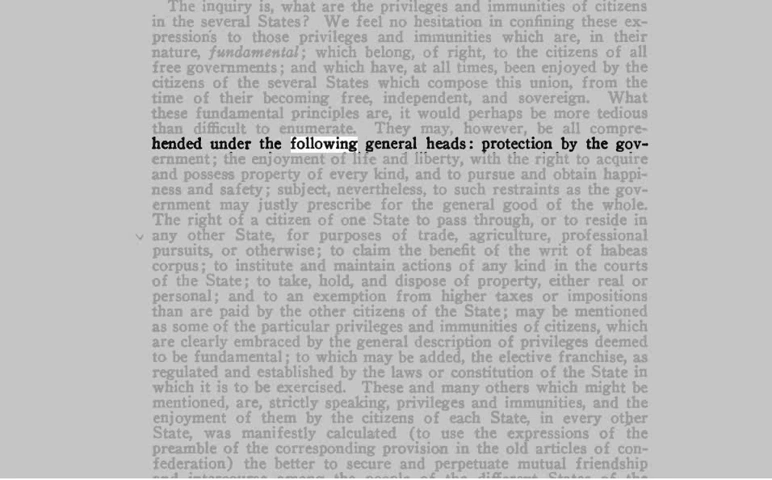 The inquiry is, what are the privileges and immunities of citizens
in the several States? We feel no hesitation in confining these ex-
pressions to those privileges and immunities which are, in their
nature, fundamental; which belong, of right, to the citizens of all
free governments; and which have, at all times, been enjoyed by the
citizens of the several States which compose this union, from the
time of their becoming free, independent, and sovereign. What
these fundamental principles are, it would perhaps be more tedious
than difficult to enumerate. They may, however, be all compre-
hended under the following general heads: protection by the gov-
ernment; the enjoyment of life and liberty, with the right to acquire
and possess property of every kind, and to pursue and obtain happi-
ness and safety; subject, nevertheless, to such restraints as the gov-
ernment may justly prescribe for the general good of the whole.
The right of a citizen of one State to pass through, or to reside in
any other State, for purposes of trade, agriculture, professional
pursuits, or otherwise; to claim the benefit of the writ of habeas
corpus; to institute and maintain actions of any kind in the courts
of the State; to take, hold, and dispose of property, either real or
personal; and to an exemption from higher taxes or impositions
than are paid by the other citizens of the State; may be mentioned
as some of the particular privileges and immunities of citizens, which
are clearly embraced by the general description of privileges deemed
to be fundamental; to which may be added, the elective franchise, as
regulated and established by the laws or constitution of the State in
which it is to be exercised. These and many others which might be
mentioned, are, strictly speaking, privileges and immunities, and the
enjoyment of them by the citizens of each State, in every other
State, was manifestly calculated (to use the expressions of the
preamble of the corresponding provision in the old articles of con-
federation) the better to secure and perpetuate mutual friendship
and intercourse among the people of the different States of the